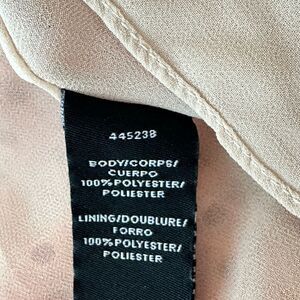 445238
BODY/CORPS/
CUERPO
100%POLYESTER/
POLIESTER
LINING/DOUBLURE/
FORRO
100%POLYESTER/
POLIESTER